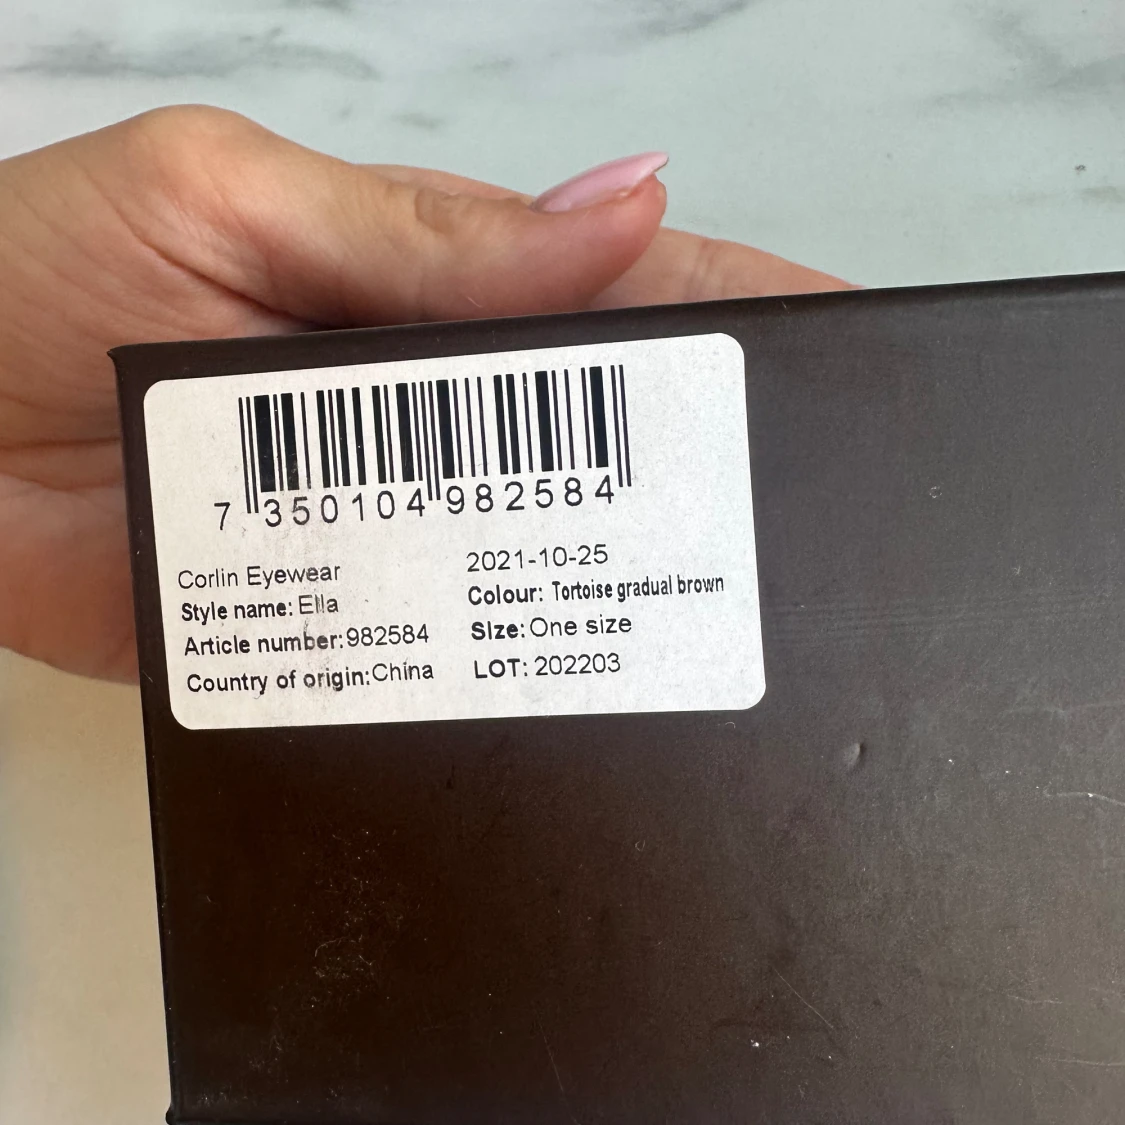 7 350104 982584
Corlin Eyewear
Style name: Ella
Article number:982584
Country of origin:China
2021-10-25
Colour: Tortoise gradual brown
SIze: One size
LOT: 202203